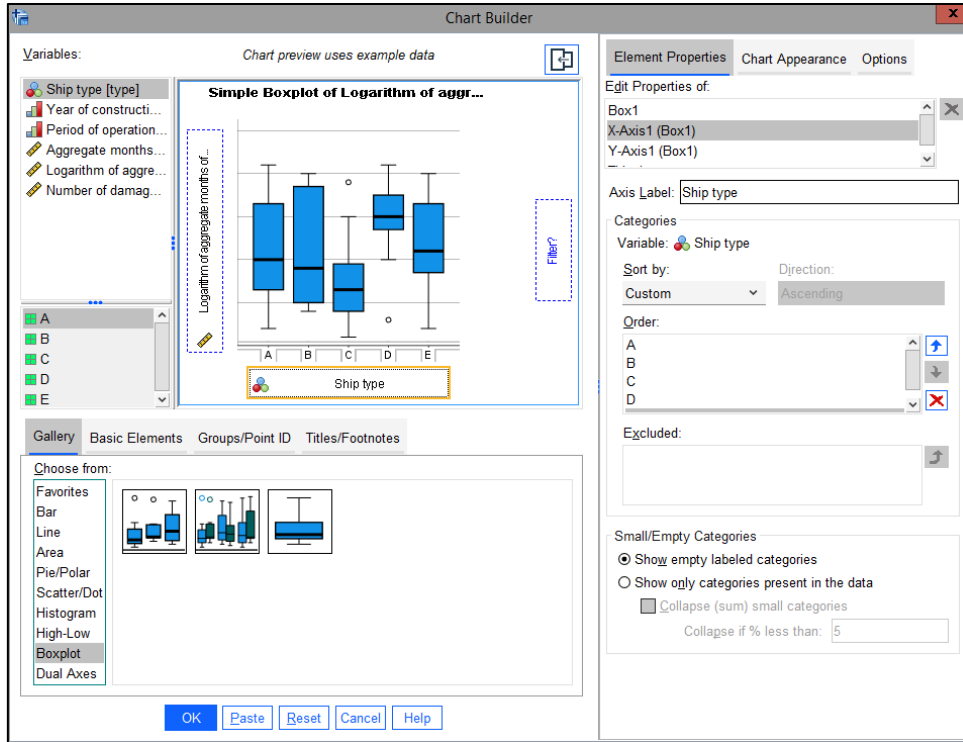 Chart Builder
x
Variables:
Chart preview uses example data
Ship type [type]
Year of constructi...
Period of operation...
Aggregate months...
Logarithm of aggre...
Number of damag...
A
B
C
D
E
Simple Boxplot of Logarithm of aggr...
Logarithm of aggregate months of...
Filter?
A B C D E
Ship type
Gallery
Basic Elements
Groups/Point ID
Titles/Footnotes
Choose from:
Favorites
Bar
Line
Area
Pie/Polar
Scatter/Dot
Histogram
High-Low
Boxplot
Dual Axes
OK
Paste
Reset
Cancel
Help
Element Properties
Chart Appearance
Options
Edit Properties of:
Box1
X-Axis1 (Box1)
Y-Axis1 (Box1)
Axis Label: Ship type
Categories
Variable: Ship type
Sort by:
Direction:
Custom
Ascending
Order:
A
B
C
D
Excluded:
Small/Empty Categories
Show empty labeled categories
Show only categories present in the data
Collapse (sum) small categories
Collapse if % less than: 5